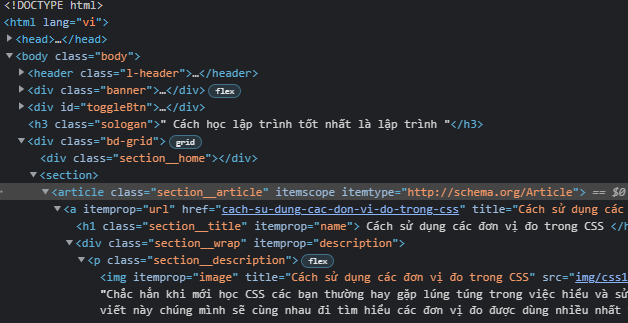 <!DOCTYPE html>
<html lang="vi">
<head>…</head>
<body class="body">
<header class="l-header">…</header>
<div class="banner">…</div> flex
<div id="toggleBtn">…</div>
<h3 class="sologan">" Cách học lập trình tốt nhất là lập trình "</h3>
<div class="bd-grid"> grid
<div class="section__home"></div>
<section>
<article class="section__article" itemscope itemtype="http://schema.org/Article"> == $0
<a itemprop="url" href="cach-su-dung-cac-don-vi-do-trong-css" title="Cách sử dụng các
<h1 class="section__title" itemprop="name"> Cách sử dụng các đơn vị đo trong CSS </
<div class="section__wrap" itemprop="description">
<p class="section__description"> flex
<img itemprop="image" title="Cách sử dụng các đơn vị đo trong CSS" src="img/css1
"Chắc hẳn khi mới học CSS các bạn thường hay gặp lúng túng trong việc hiểu và sử
viết này chúng mình sẽ cùng nhau đi tìm hiểu các đơn vị đo được dùng nhiều nhất